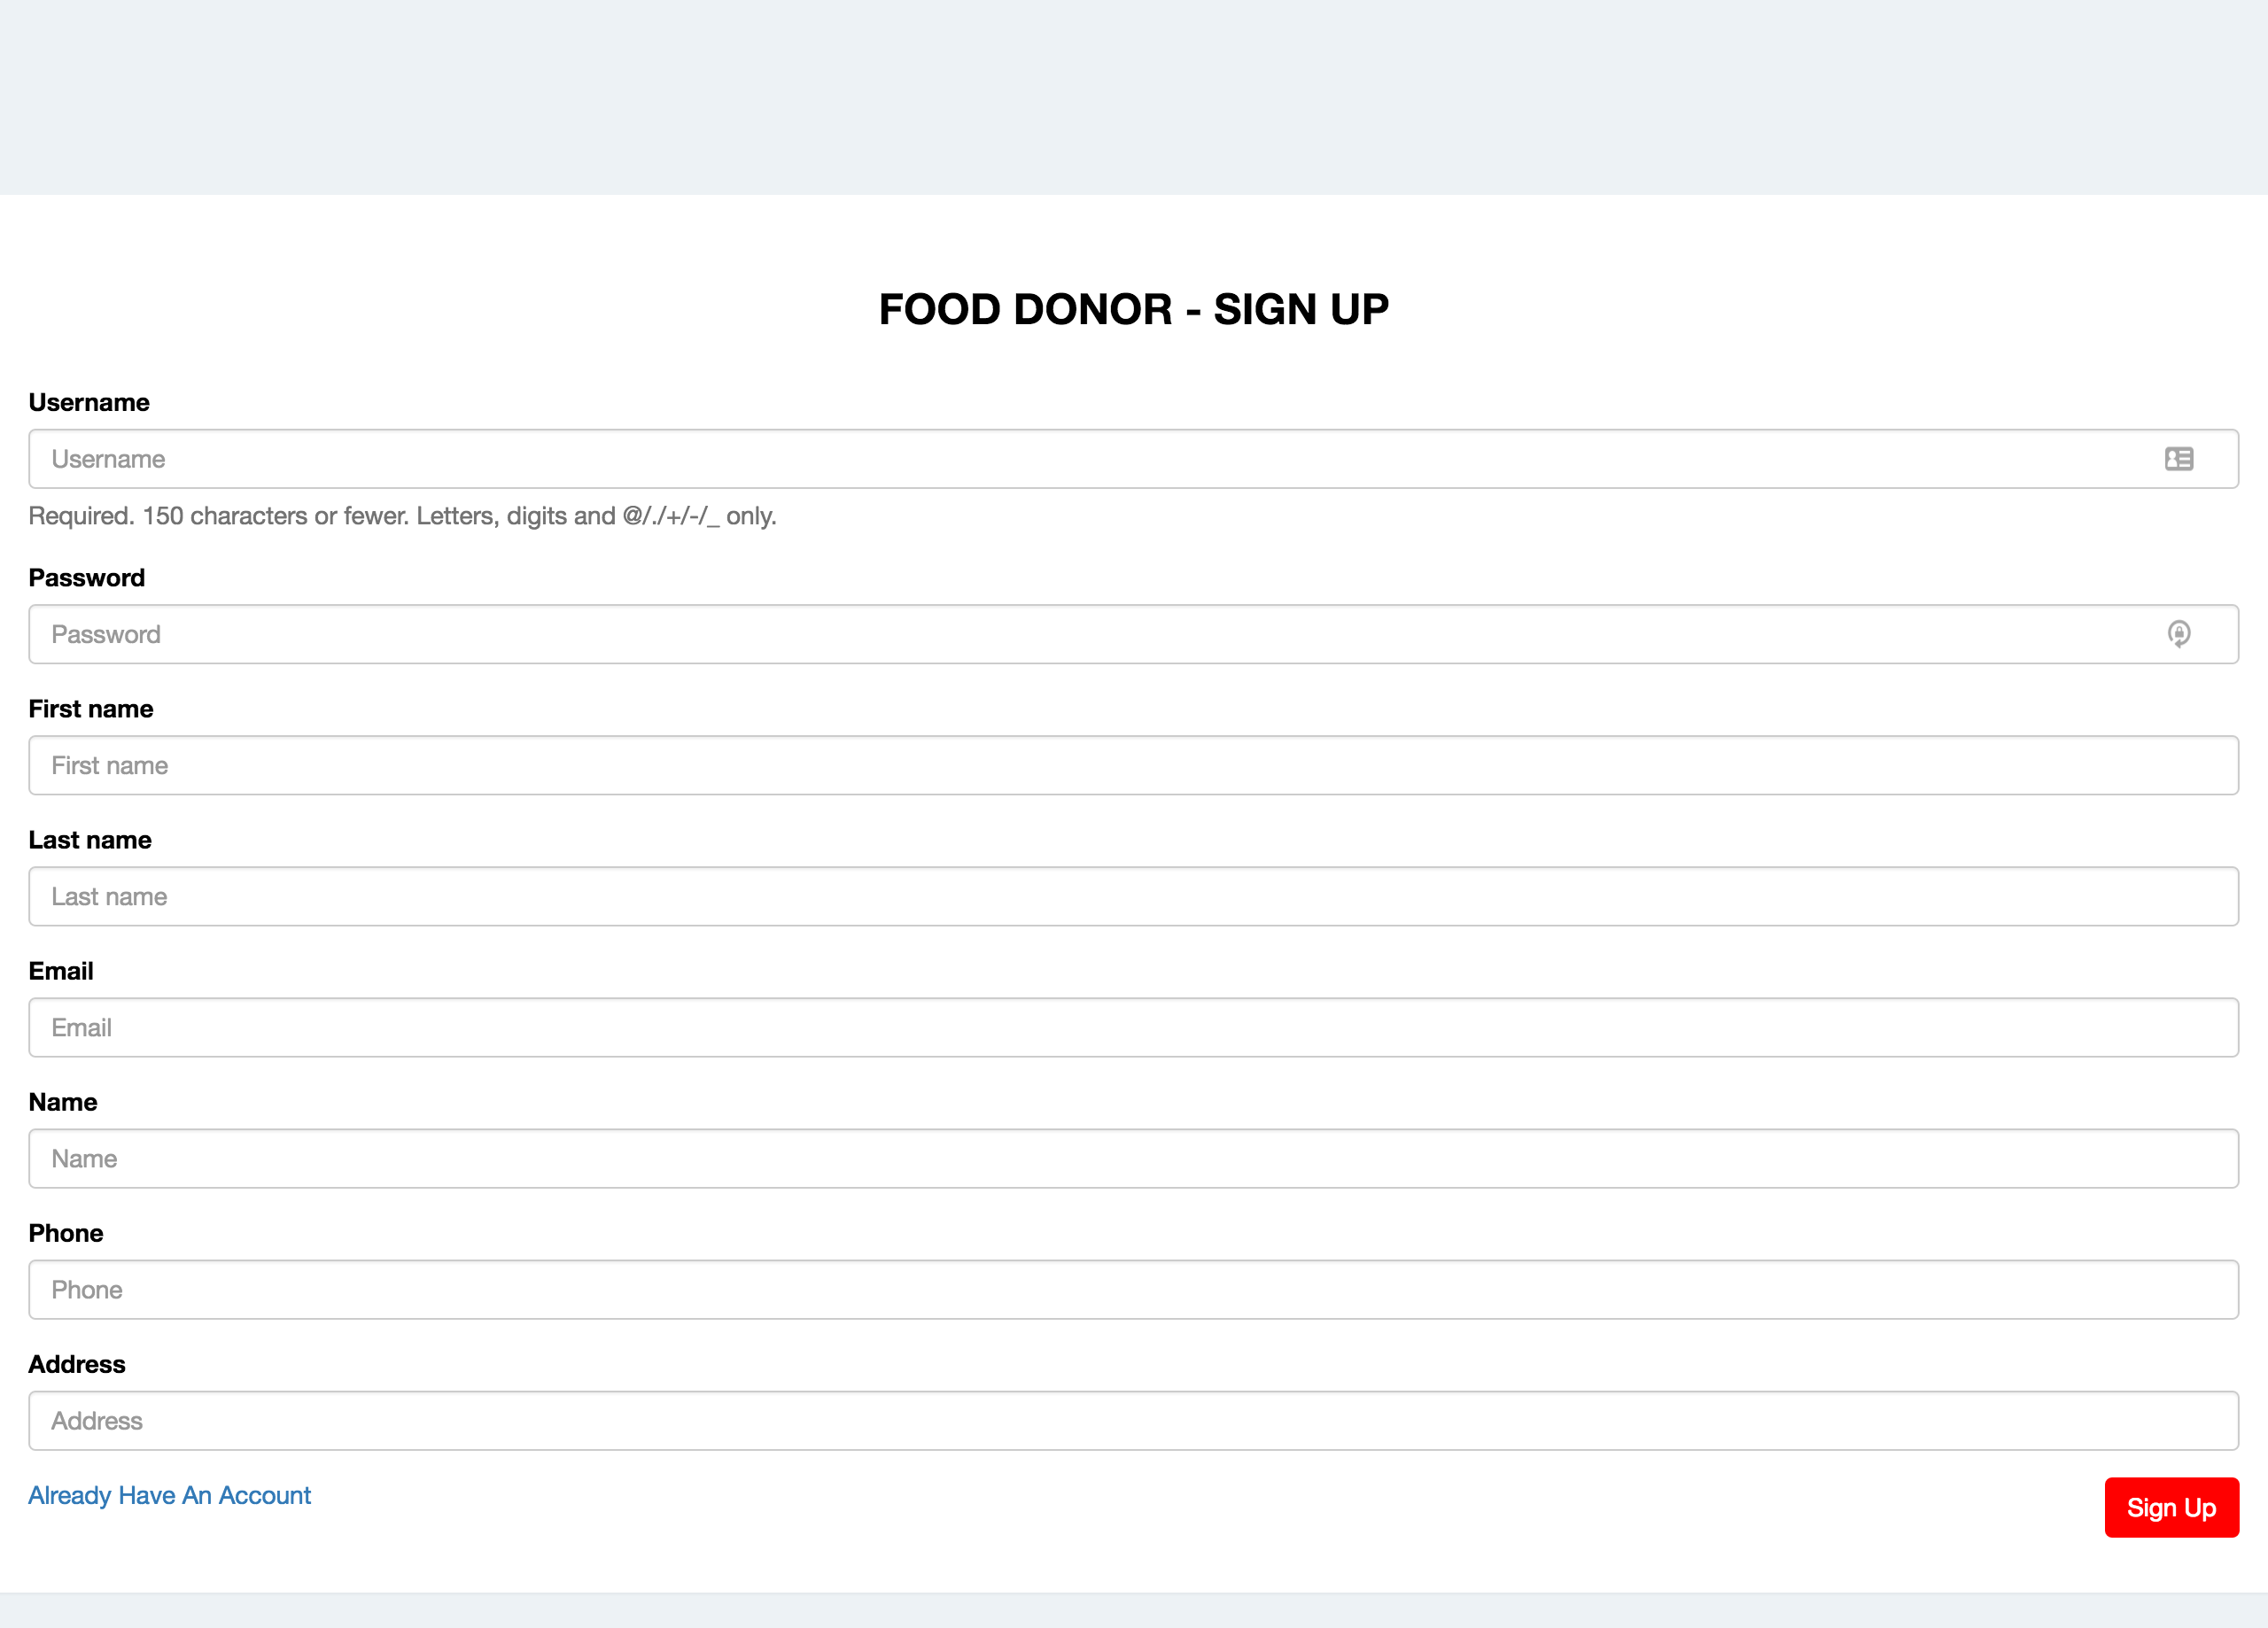 FOOD DONOR - SIGN UP
Username
Username
Required. 150 characters or fewer. Letters, digits and @/./+/-/_ only.
Password
Password
First name
First name
Last name
Last name
Email
Email
Name
Name
Phone
Phone
Address
Address
Already Have An Account
Sign Up